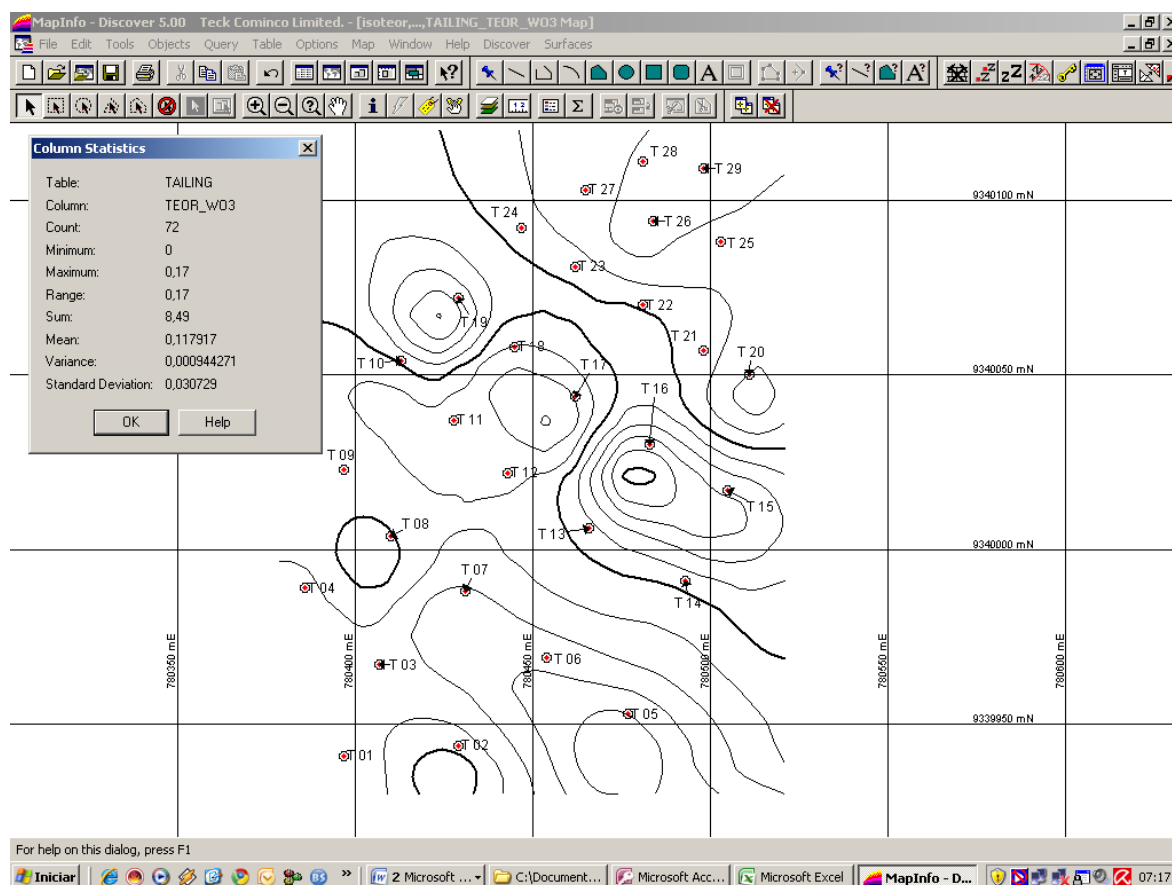 MapInfo - Discover 5.00   Teck Cominco Limited. - [isoteor,...,TAILING_TEOR_WO3 Map]
File Edit Tools Objects Query Table Options Map Window Help Discover Surfaces
Column Statistics
Table: TAILING
Column: TEOR_WO3
Count: 72
Minimum: 0
Maximum: 0,17
Range: 0,17
Sum: 8,49
Mean: 0,117917
Variance: 0,000944271
Standard Deviation: 0,030729
OK Help
T 28
T 29
T 27
9340100 mN
T 24
T 26
T 25
T 23
T 22
T 19
T 21
T 18
T 20
T 10
T 17
9340050 mN
T 16
T 11
T 09
T 12
T 15
T 08
T 13
9340000 mN
T 07
T 04
T 14
T 06
T 03
780350 mE
780400 mE
780450 mE
780500 mE
780550 mE
780600 mE
T 05
9339950 mN
T 02
T 01
For help on this dialog, press F1
Iniciar
2 Microsoft ...
C:\Document...
Microsoft Acc...
Microsoft Excel
MapInfo - D...
07:17